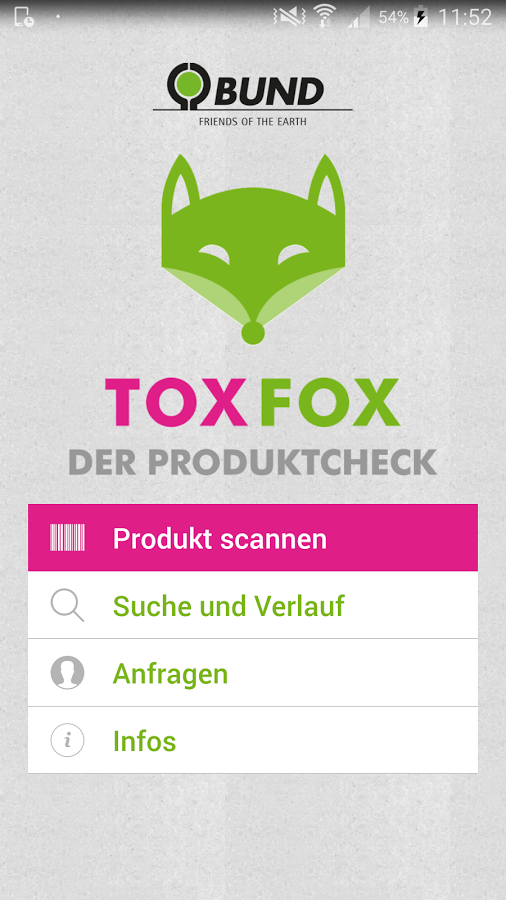 54% 11:52
BUND
FRIENDS OF THE EARTH
TOXFOX
DER PRODUKTCHECK
Produkt scannen
Suche und Verlauf
Anfragen
i Infos